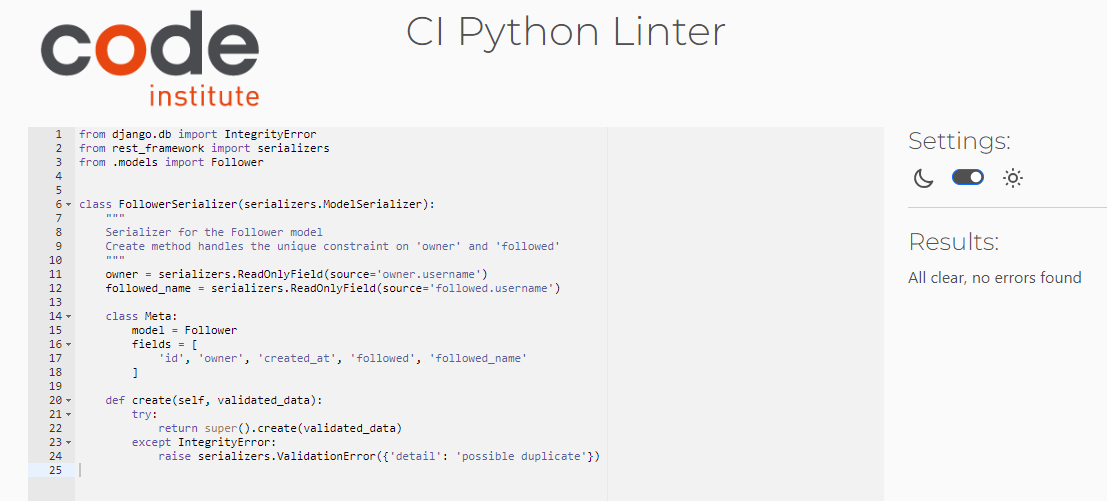 code
institute
CI Python Linter
1 from django.db import IntegrityError
2 from rest_framework import serializers
3 from .models import Follower
4
5
6 class FollowerSerializer(serializers.ModelSerializer):
7     """
8     Serializer for the Follower model
9     Create method handles the unique constraint on 'owner' and 'followed'
10     """
11     owner = serializers.ReadOnlyField(source='owner.username')
12     followed_name = serializers.ReadOnlyField(source='followed.username')
13
14     class Meta:
15         model = Follower
16         fields = [
17             'id', 'owner', 'created_at', 'followed', 'followed_name'
18         ]
19
20     def create(self, validated_data):
21         try:
22             return super().create(validated_data)
23         except IntegrityError:
24             raise serializers.ValidationError({'detail': 'possible duplicate'})
25
Settings:
Results:
All clear, no errors found